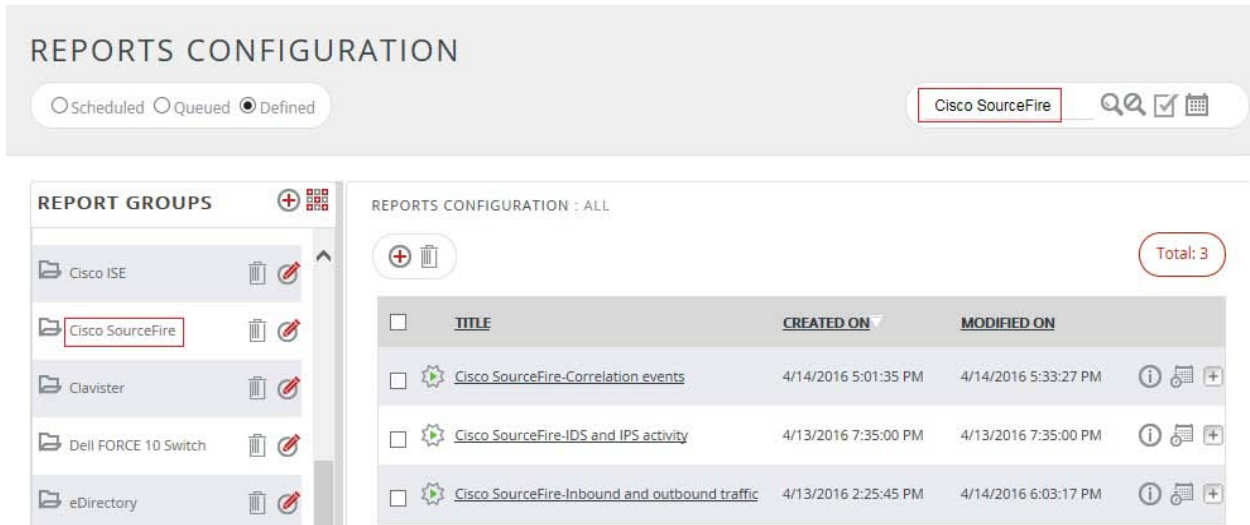 REPORTS CONFIGURATION
Scheduled Queued Defined
Cisco SourceFire
REPORT GROUPS
Cisco ISE
Cisco SourceFire
Clavister
Dell FORCE 10 Switch
eDirectory
REPORTS CONFIGURATION : ALL
Total: 3
TITLE CREATED ON MODIFIED ON
Cisco SourceFire-Correlation events 4/14/2016 5:01:35 PM 4/14/2016 5:33:27 PM
Cisco SourceFire-IDS and IPS activity 4/13/2016 7:35:00 PM 4/13/2016 7:35:00 PM
Cisco SourceFire-Inbound and outbound traffic 4/13/2016 2:25:45 PM 4/14/2016 6:03:17 PM